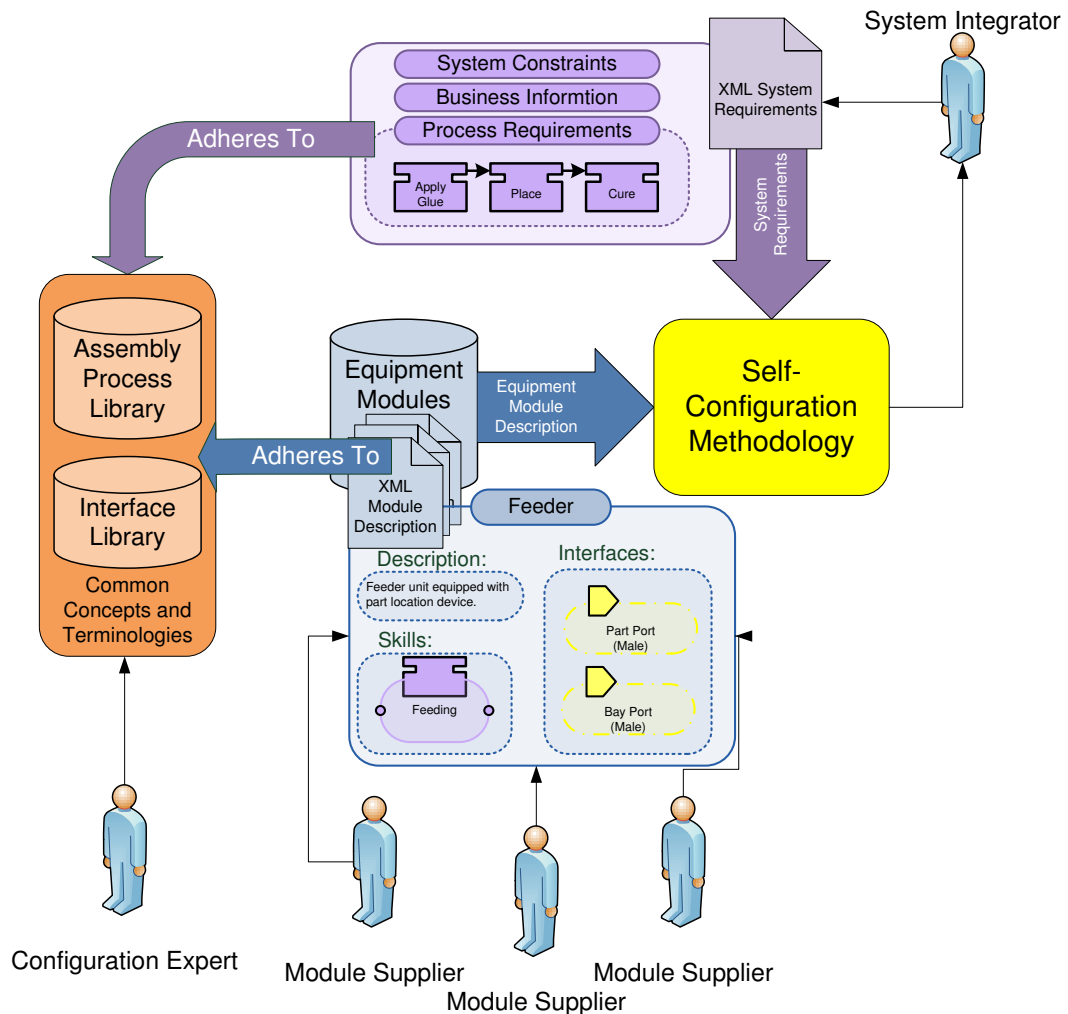 System Integrator
System Constraints
Business Informtion
Process Requirements
XML System
Requirements
Adheres To
Apply
Glue
Place
Cure
System
Requirements
Assembly
Process
Library
Equipment
Modules
Equipment
Module
Description
Self-
Configuration
Methodology
Adheres To
XML
Module
Description
Interface
Library
Common
Concepts and
Terminologies
Feeder
Description:
Feeder unit equipped with
part location device.
Skills:
Feeding
Interfaces:
Part Port
(Male)
Bay Port
(Male)
Configuration Expert
Module Supplier
Module Supplier
Module Supplier